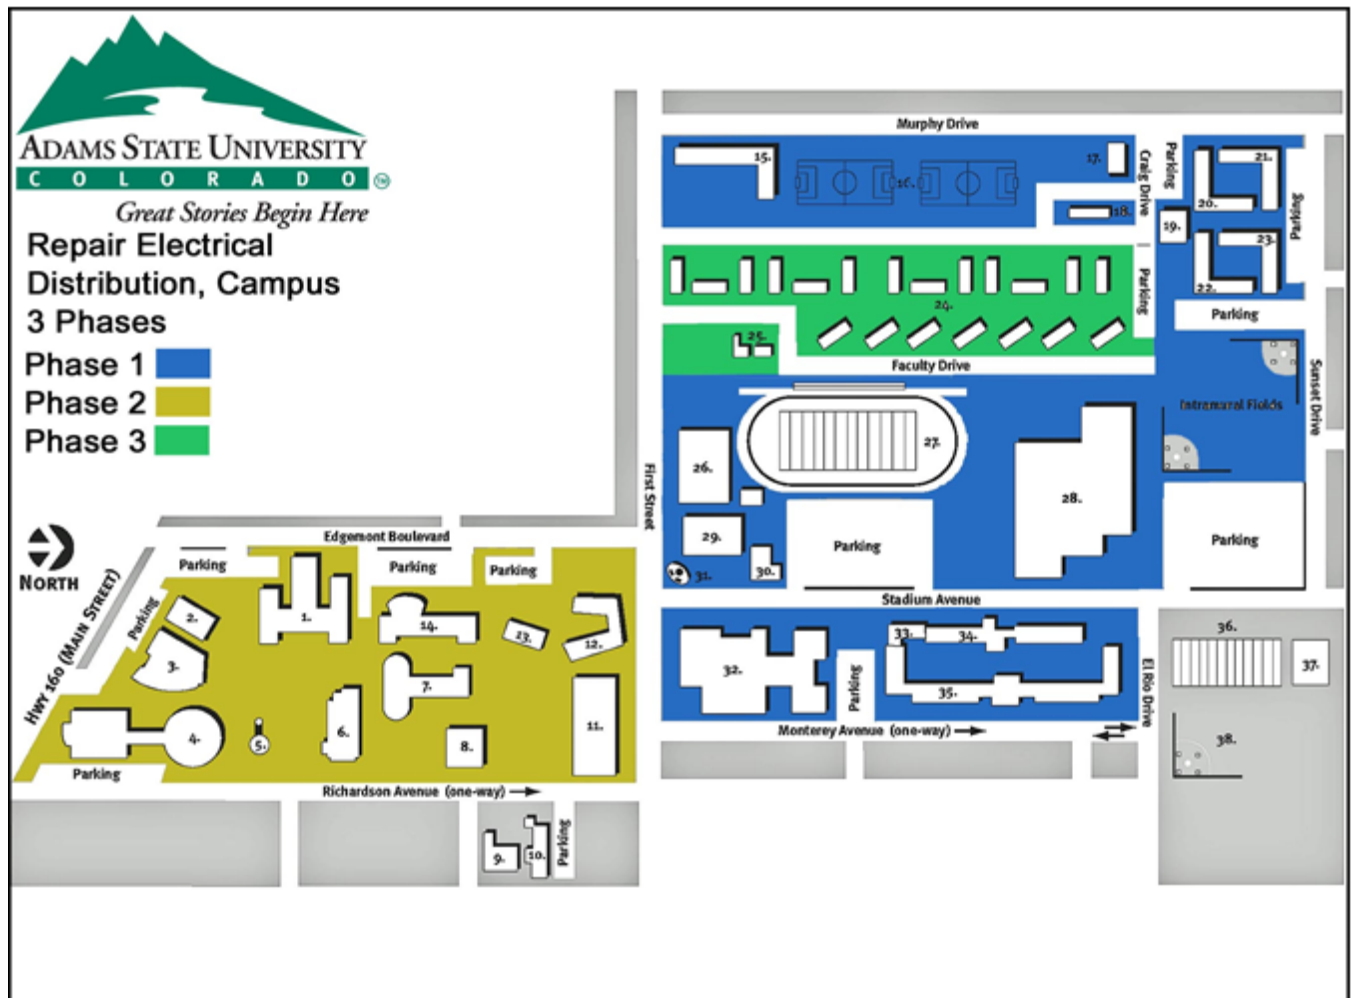 ADAMS STATE UNIVERSITY
COLORADO TM
Great Stories Begin Here
Repair Electrical
Distribution, Campus
3 Phases
Phase 1
Phase 2
Phase 3
NORTH
Murphy Drive
15.
16.
17.
18.
Craig Drive
Parking
19.
20.
21.
22.
23.
Parking
Parking
Parking
24.
25.
Faculty Drive
Sunset Drive
Intramural Fields
First Street
26.
27.
28.
29.
30.
31.
Parking
Parking
Stadium Avenue
32.
33.
34.
35.
Parking
El Rio Drive
36.
37.
38.
Monterey Avenue (one-way)
Edgemont Boulevard
Hwy 160 (Main Street)
Parking
Parking
Parking
Parking
1.
2.
3.
4.
5.
6.
7.
8.
11.
12.
13.
14.
Parking
Richardson Avenue (one-way)
9.
10.
Parking